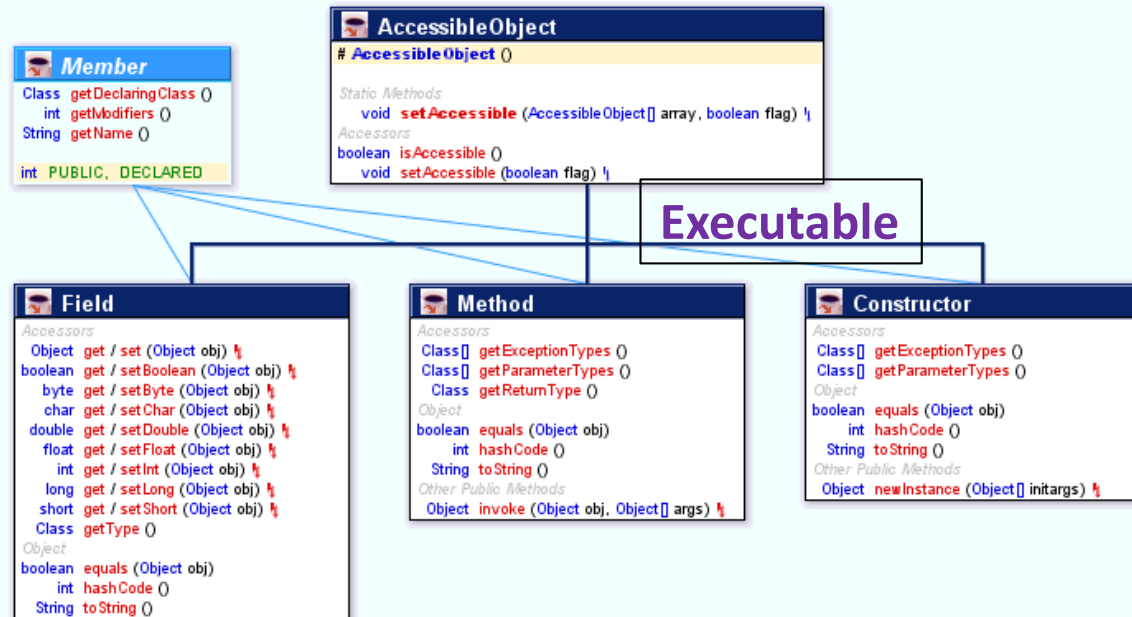 AccessibleObject
# AccessibleObject ()
Static Methods
void setAccessible (AccessibleObject[] array, boolean flag)
Accessors
boolean isAccessible ()
void setAccessible (boolean flag)
Member
Class getDeclaringClass ()
int getModifiers ()
String getName ()
int PUBLIC, DECLARED
Executable
Field
Accessors
Object get / set (Object obj)
boolean get / setBoolean (Object obj)
byte get / setByte (Object obj)
char get / setChar (Object obj)
double get / setDouble (Object obj)
float get / setFloat (Object obj)
int get / setInt (Object obj)
long get / setLong (Object obj)
short get / setShort (Object obj)
Class getType ()
Object
boolean equals (Object obj)
int hashCode ()
String toString ()
Method
Accessors
Class[] getExceptionTypes ()
Class[] getParameterTypes ()
Class getReturnType ()
Object
boolean equals (Object obj)
int hashCode ()
String toString ()
Other Public Methods
Object invoke (Object obj, Object[] args)
Constructor
Accessors
Class[] getExceptionTypes ()
Class[] getParameterTypes ()
Object
boolean equals (Object obj)
int hashCode ()
String toString ()
Other Public Methods
Object newInstance (Object[] initargs)